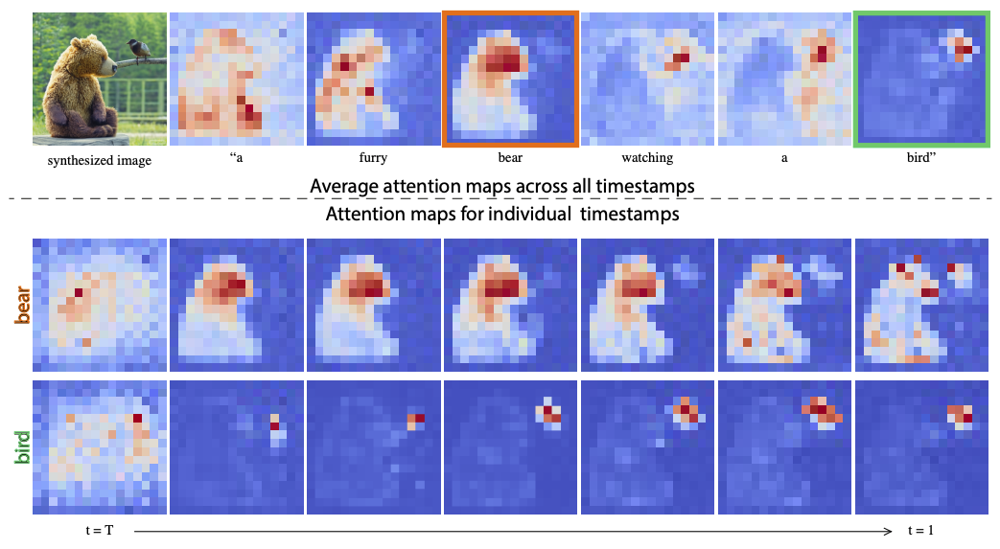 synthesized image “a furry bear watching a bird”
Average attention maps across all timestamps
Attention maps for individual timestamps
bear
bird
t = T t = 1